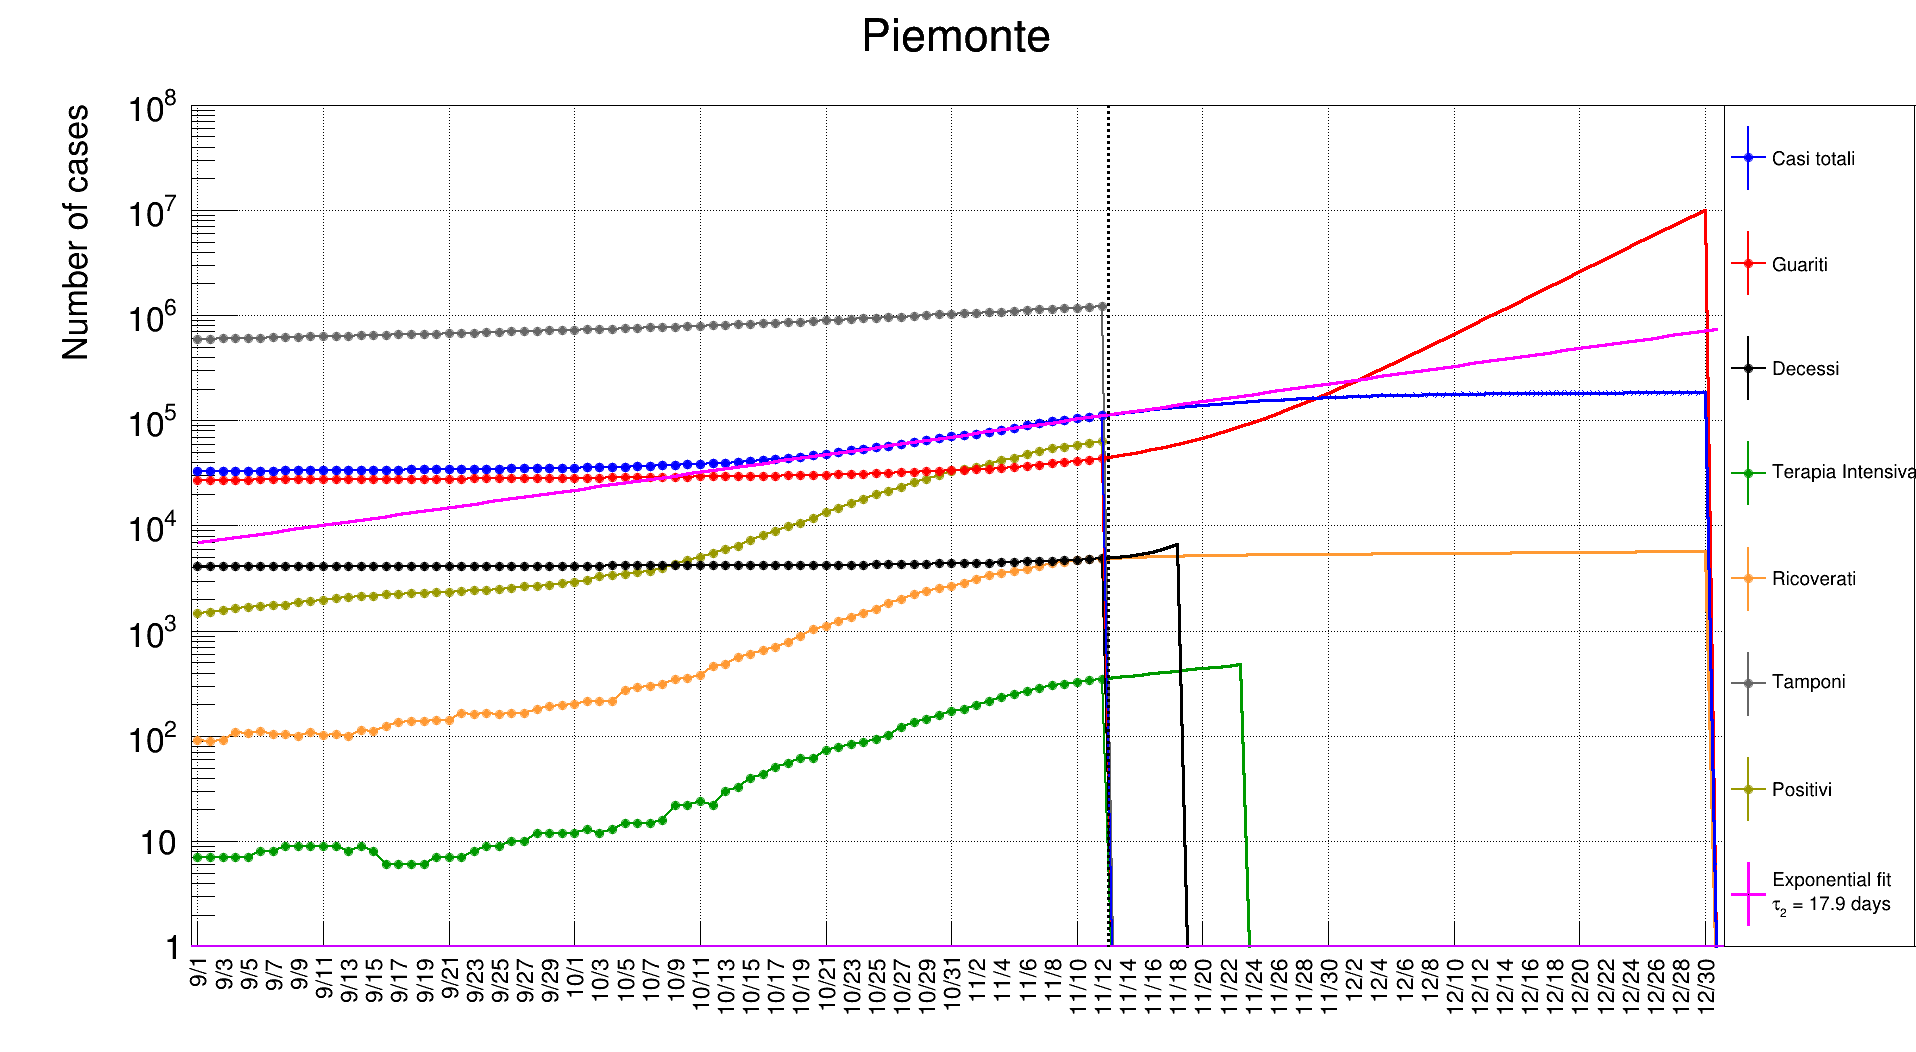 Piemonte
Number of cases
10^8
10^7
10^6
10^5
10^4
10^3
10^2
10
1
9/1 9/3 9/5 9/7 9/9 9/11 9/13 9/15 9/17 9/19 9/21 9/23 9/25 9/27 9/29 10/1 10/3 10/5 10/7 10/9 10/11 10/13 10/15 10/17 10/19 10/21 10/23 10/25 10/27 10/29 10/31 11/2 11/4 11/6 11/8 11/10 11/12 11/14 11/16 11/18 11/20 11/22 11/24 11/26 11/28 11/30 12/2 12/4 12/6 12/8 12/10 12/12 12/14 12/16 12/18 12/20 12/22 12/24 12/26 12/28 12/30
Casi totali
Guariti
Decessi
Terapia Intensiva
Ricoverati
Tamponi
Positivi
Exponential fit
τ₂ = 17.9 days